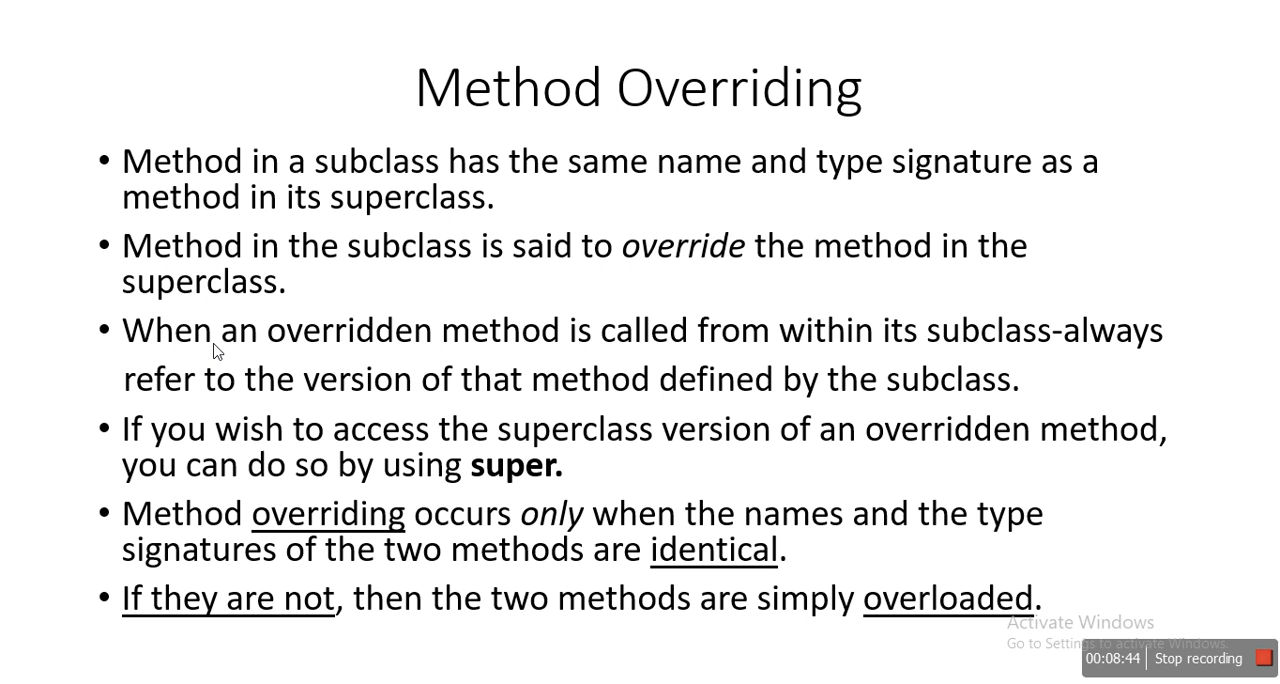 Method Overriding
• Method in a subclass has the same name and type signature as a
method in its superclass.
• Method in the subclass is said to override the method in the
superclass.
• When an overridden method is called from within its subclass-always
refer to the version of that method defined by the subclass.
• If you wish to access the superclass version of an overridden method,
you can do so by using super.
• Method overriding occurs only when the names and the type
signatures of the two methods are identical.
• If they are not, then the two methods are simply overloaded.
Activate Windows
Go to Settings to activate Windows.
00:08:44 Stop recording